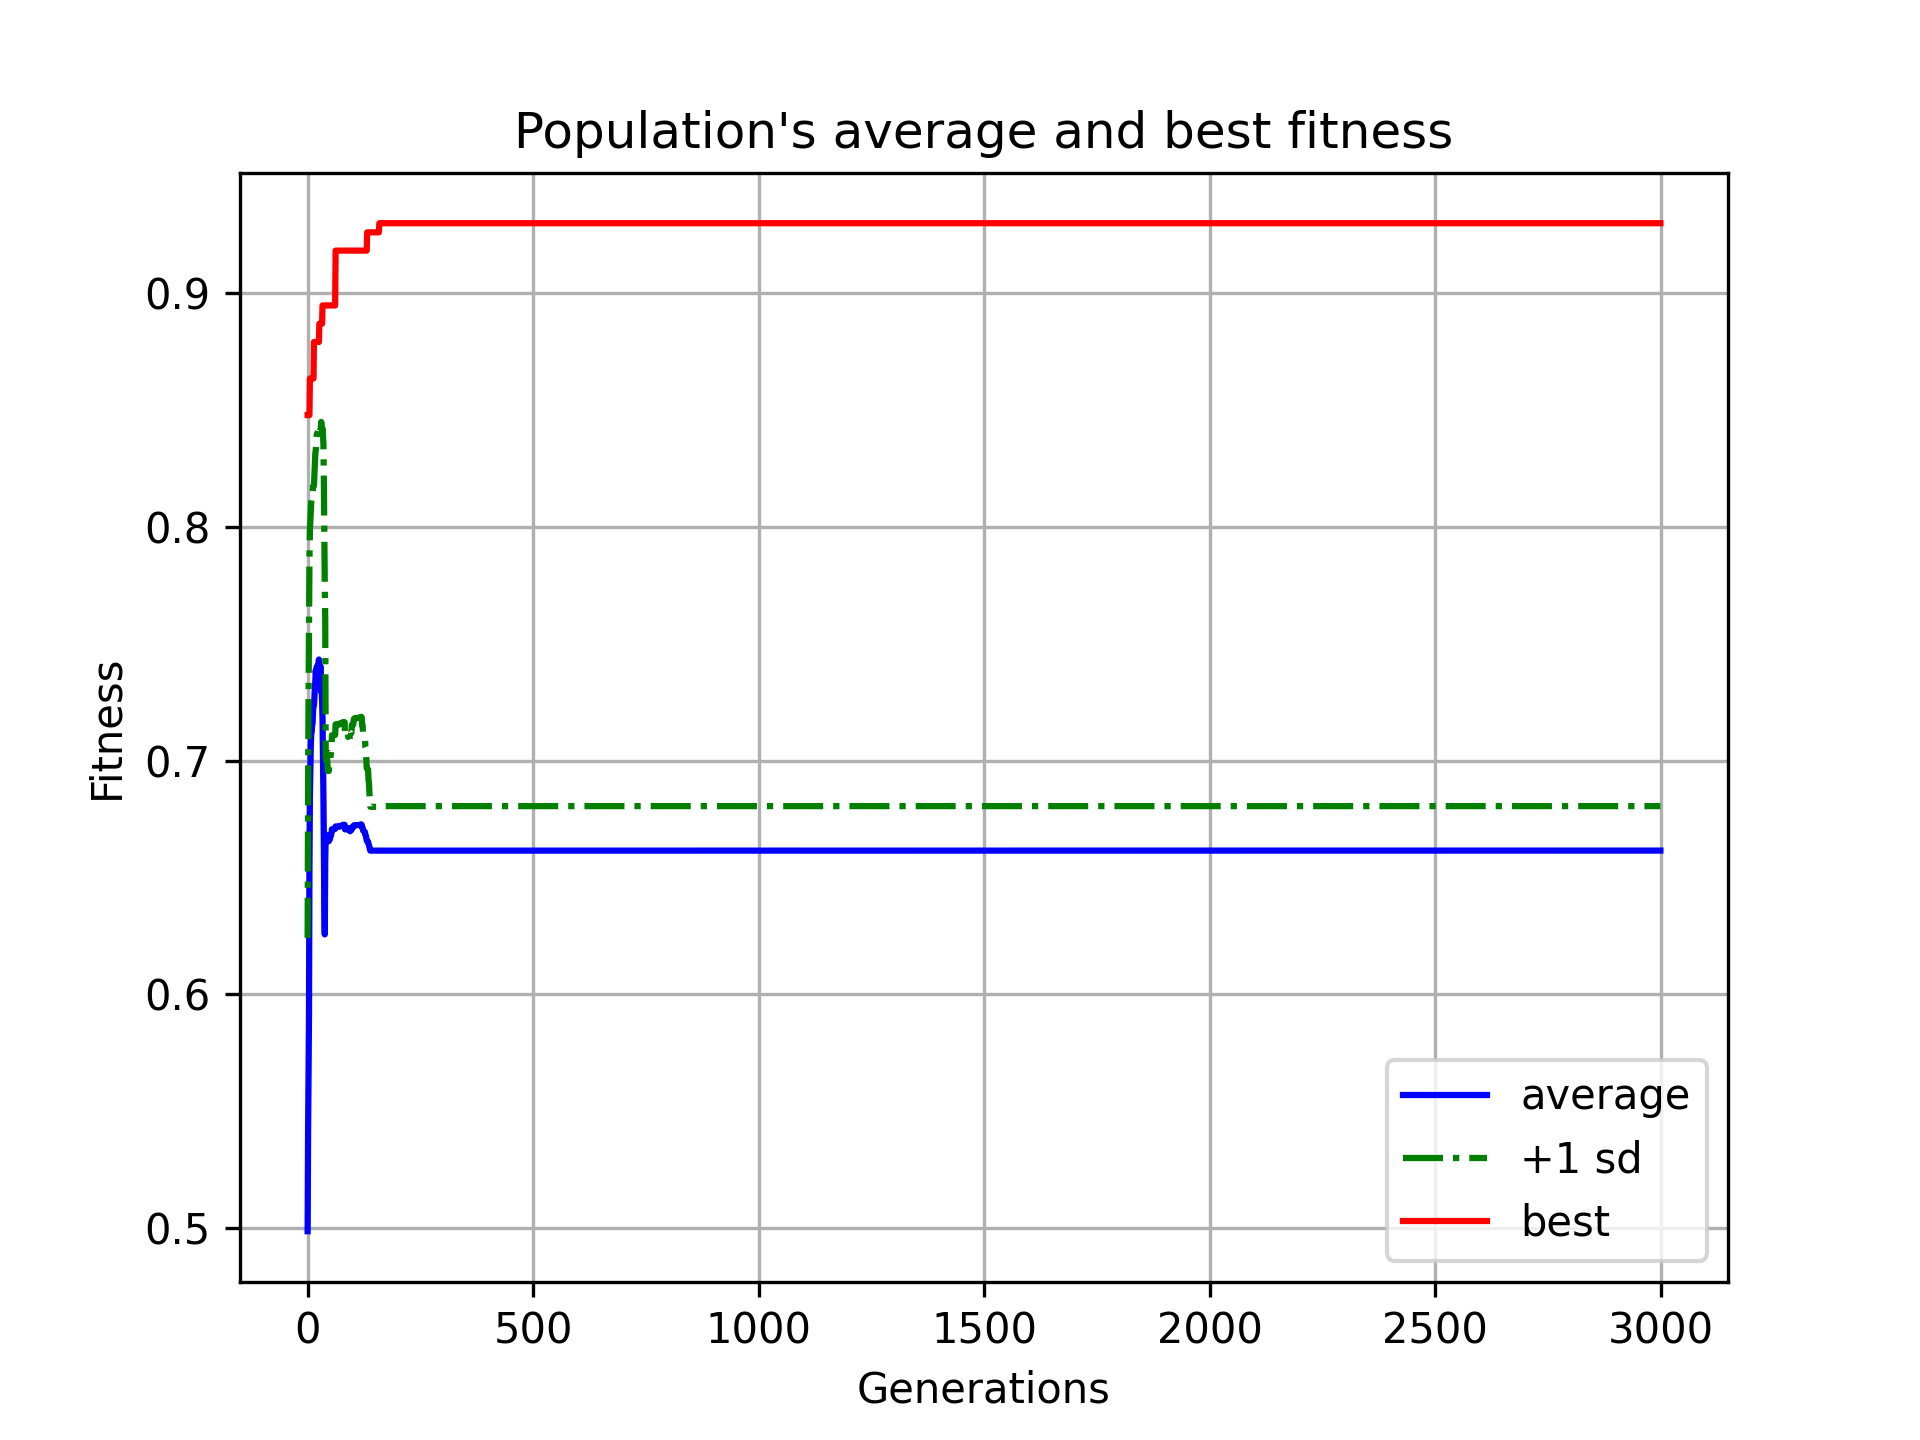 Population's average and best fitness
Fitness
0.9
0.8
0.7
0.6
0.5
average
+1 sd
best
0 500 1000 1500 2000 2500 3000
Generations